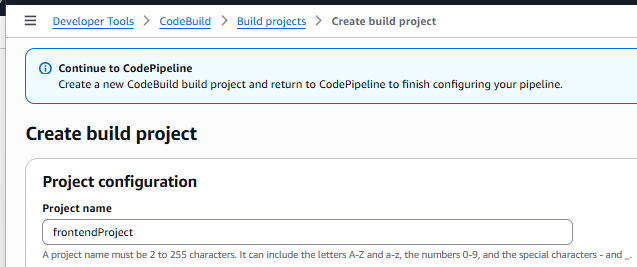 Developer Tools > CodeBuild > Build projects > Create build project
Continue to CodePipeline
Create a new CodeBuild build project and return to CodePipeline to finish configuring your pipeline.
Create build project
Project configuration
Project name
frontendProject
A project name must be 2 to 255 characters. It can include the letters A-Z and a-z, the numbers 0-9, and the special characters - and _.